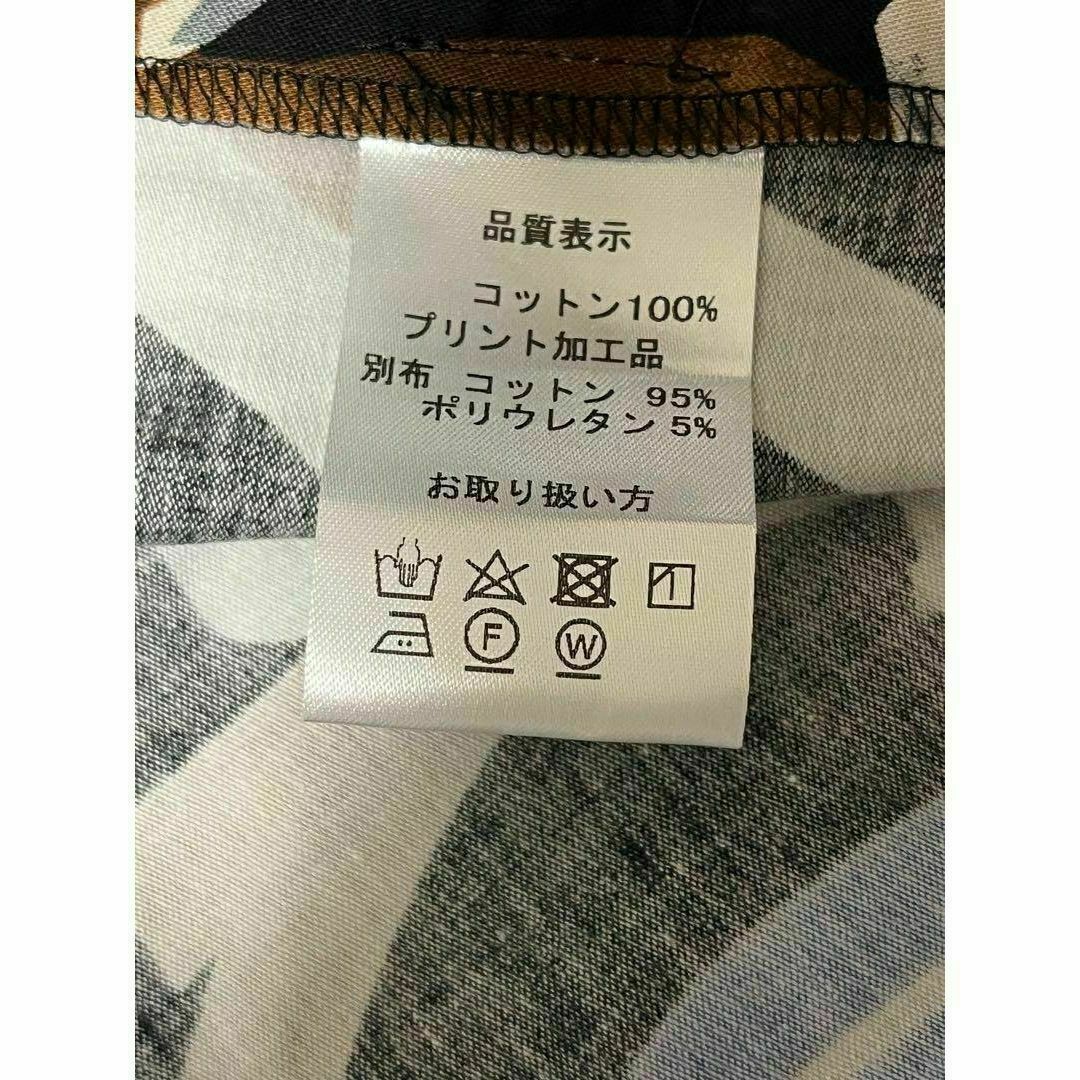 品質表示
コットン100%
プリント加工品
別布 コットン 95%
ポリウレタン 5%
お取り扱い方
F
W